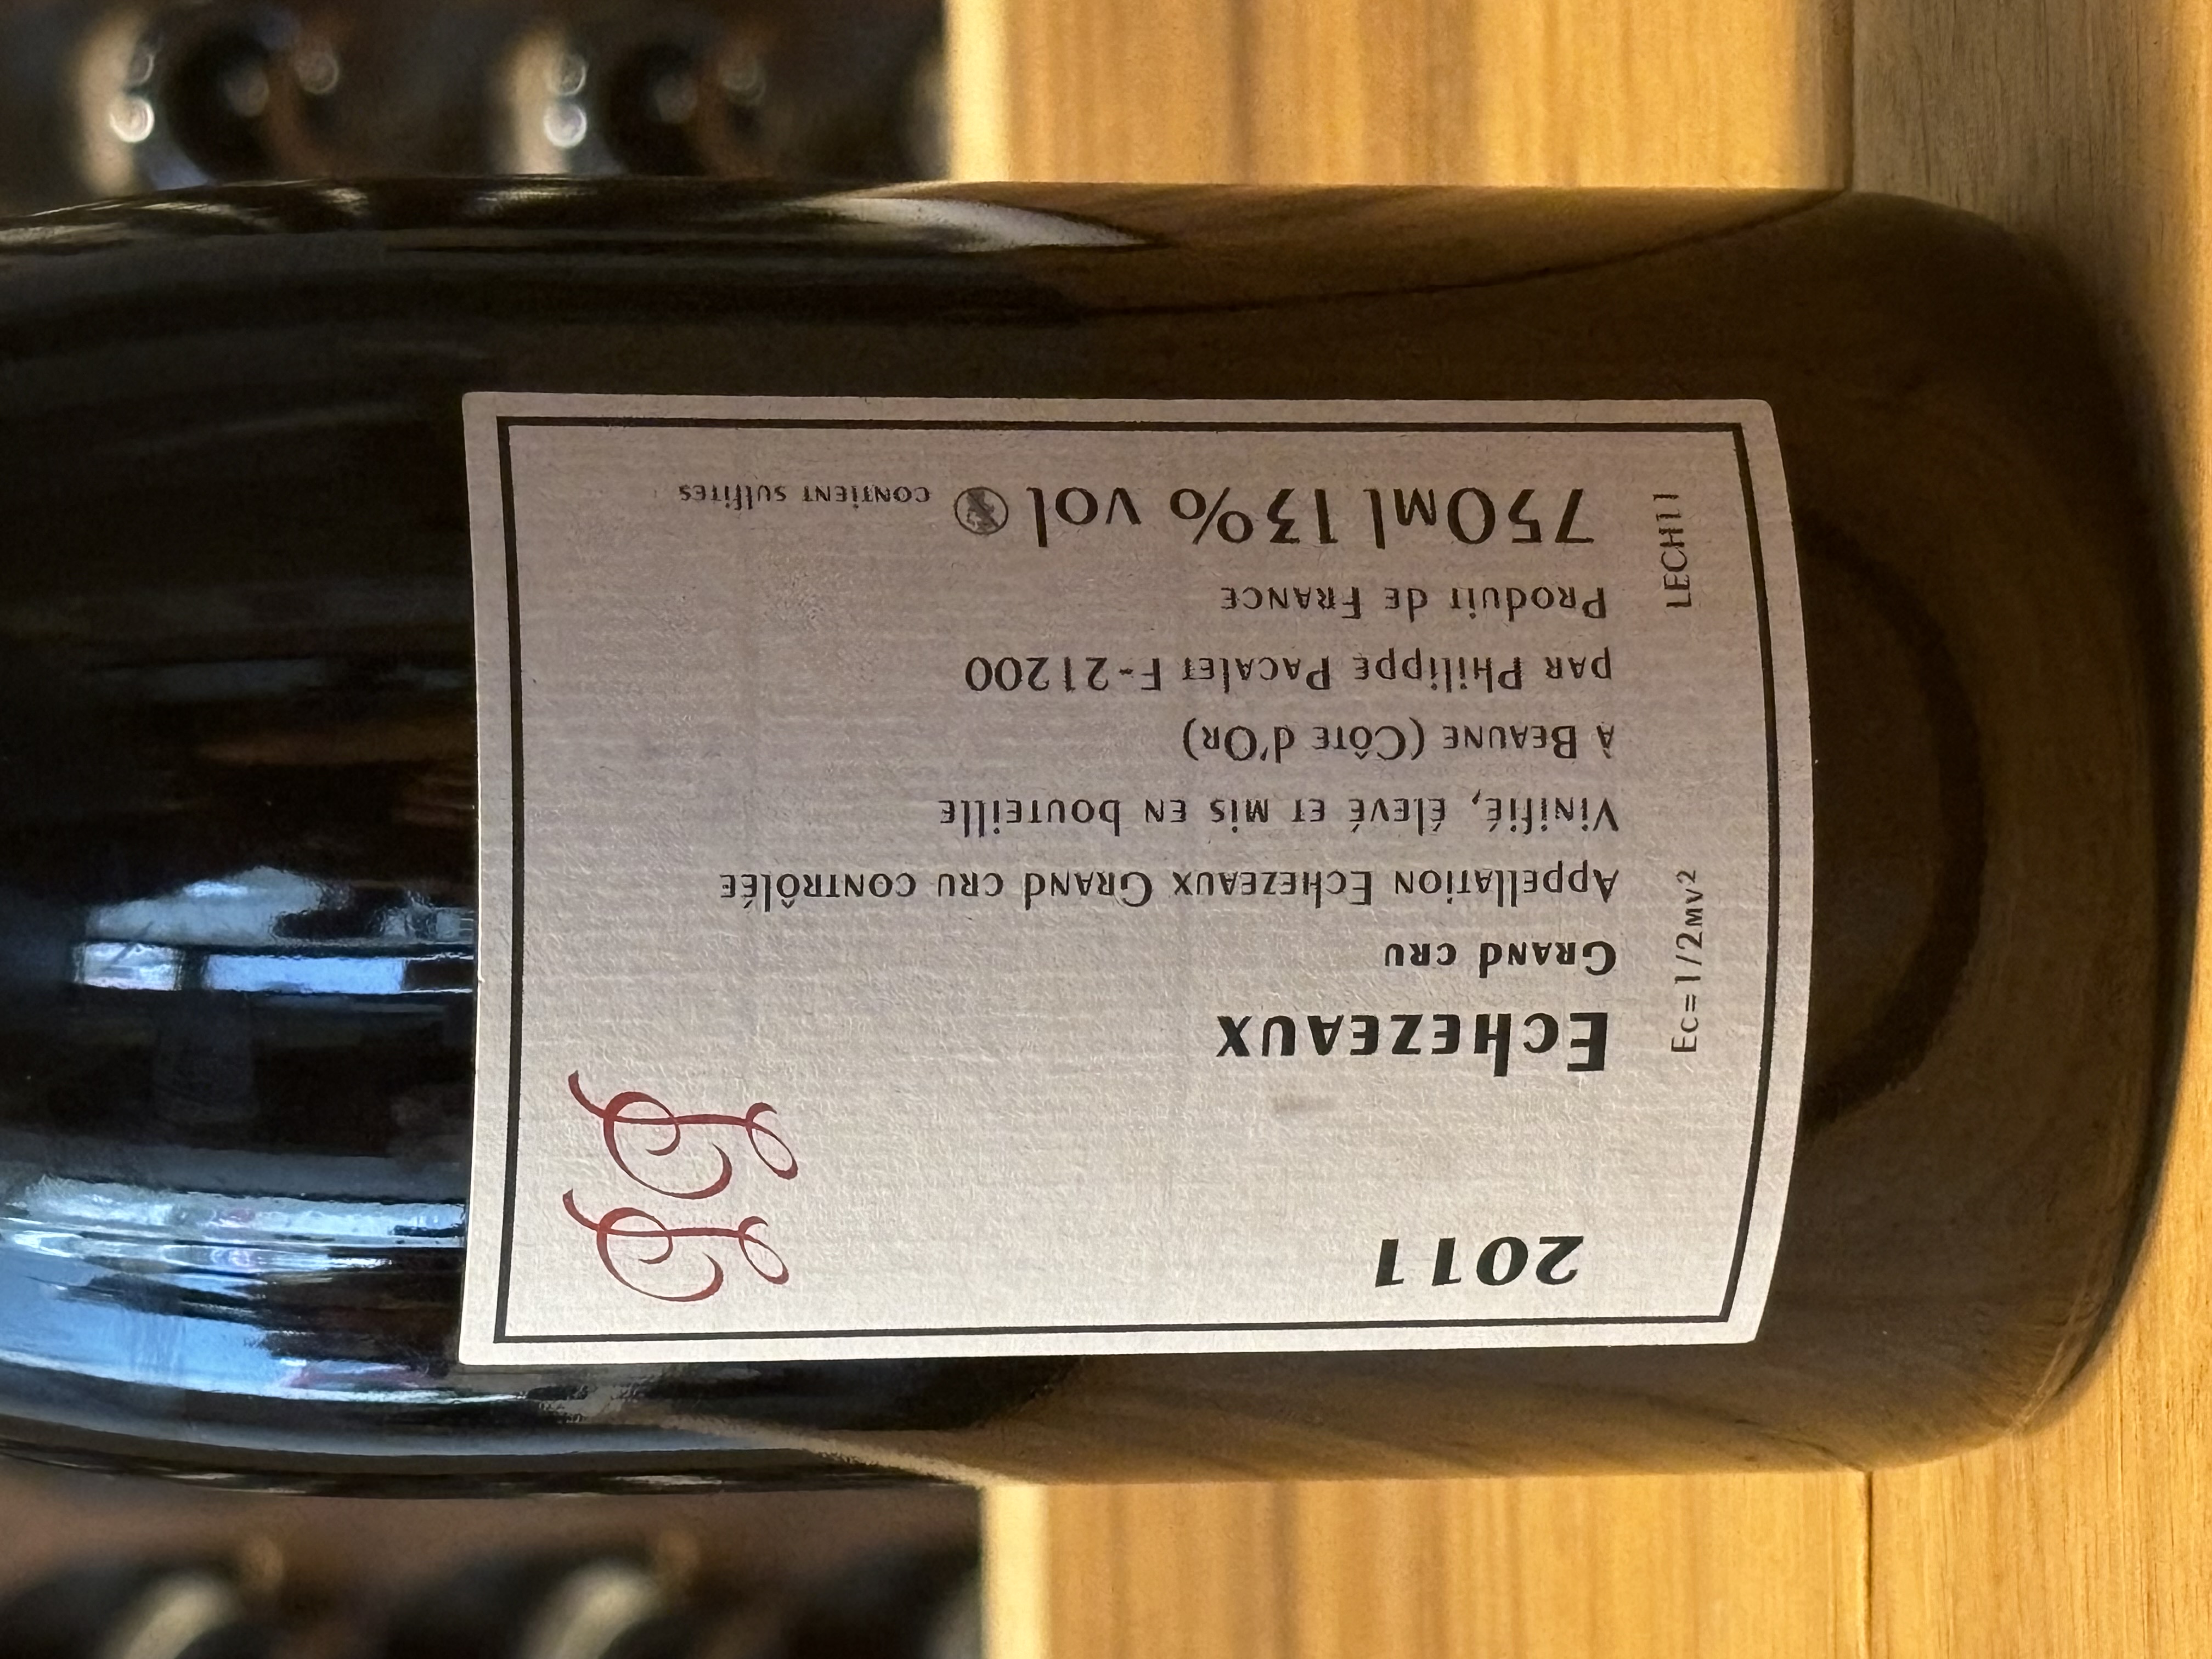 2011
Echezeaux
Grand cru
Appellation Echezeaux Grand cru contrôlée
Vinifié, élevé et mis en bouteille
à Beaune (Côte d'Or)
par Philippe Pacalet F-21200
Produit de France
750ml 13% vol contient sulfites
Ec=1/2mv²
LECH11